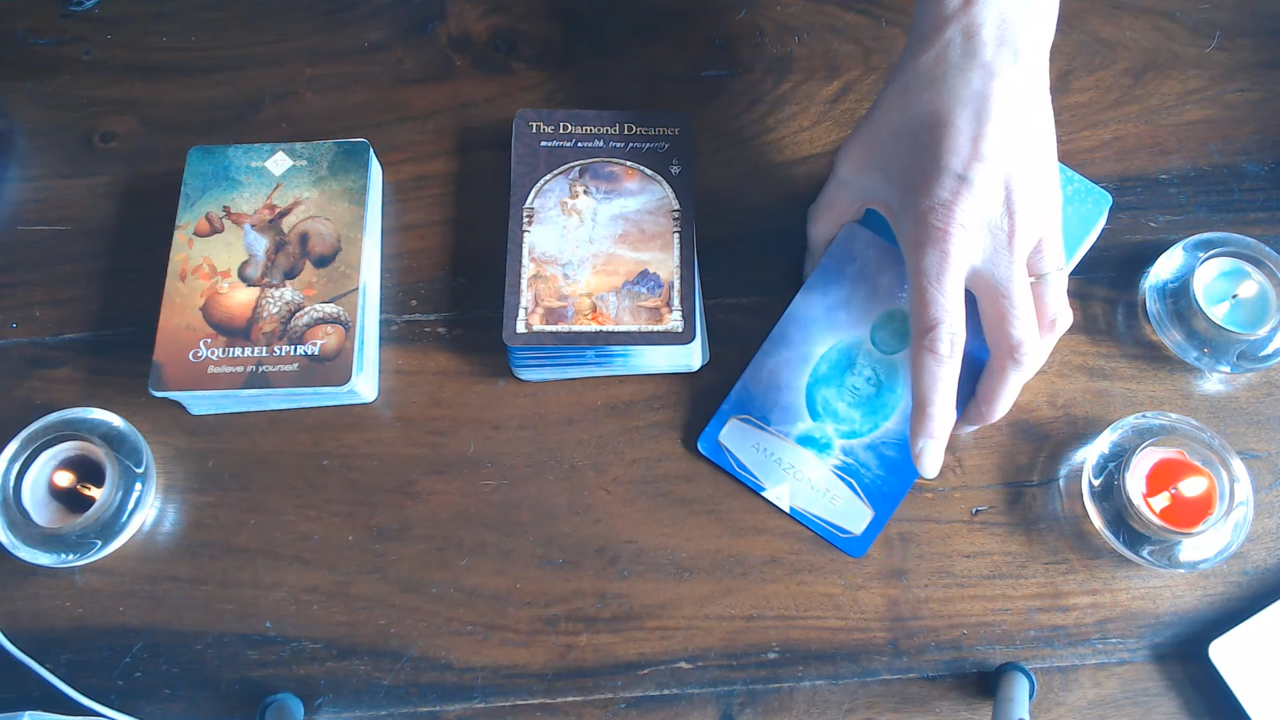 SQUIRREL SPIRIT
Believe in yourself.
The Diamond Dreamer
material wealth, true prosperity
6
AMAZONITE